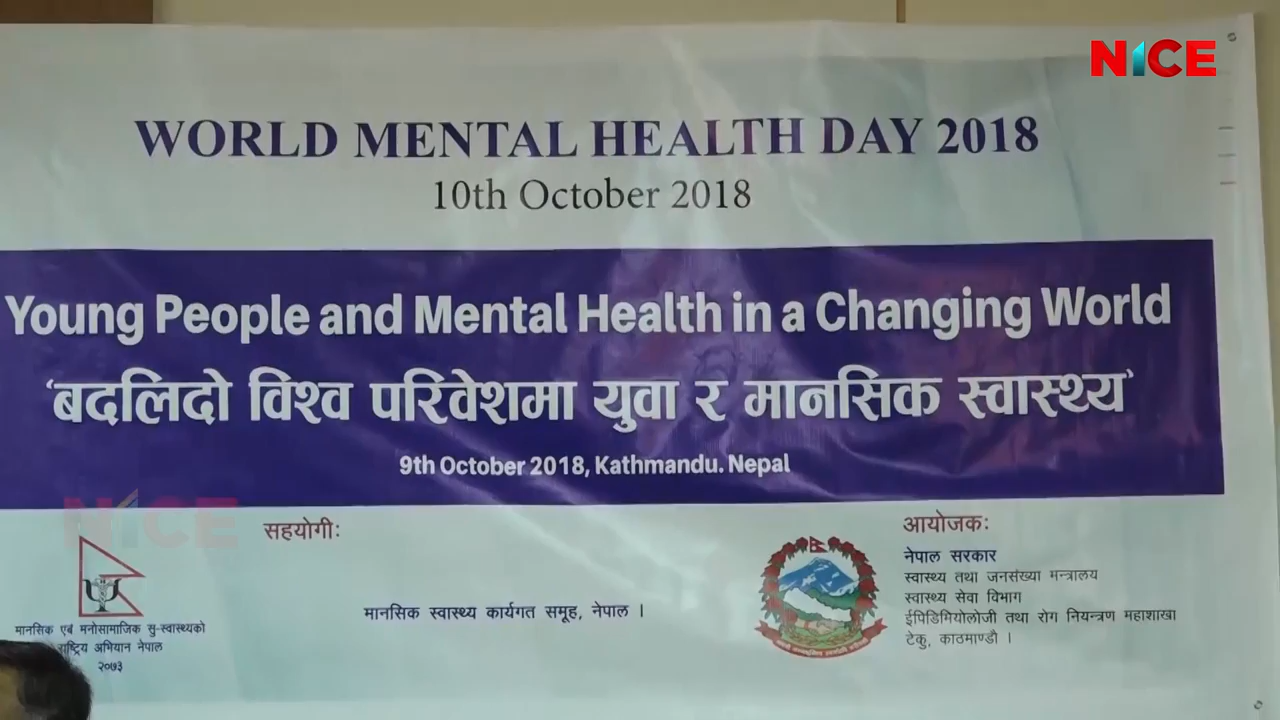 NICE
WORLD MENTAL HEALTH DAY 2018
10th October 2018
Young People and Mental Health in a Changing World
‘बदलिदो विश्व परिवेशमा युवा र मानसिक स्वास्थ्य’
9th October 2018, Kathmandu. Nepal
NICE
सहयोगी:
मानसिक एबं मनोसामाजिक सु-स्वास्थ्यको
राष्ट्रिय अभियान नेपाल
२०७३
मानसिक स्वास्थ्य कार्यगत समूह, नेपाल ।
आयोजक:
नेपाल सरकार
स्वास्थ्य तथा जनसंख्या मन्त्रालय
स्वास्थ्य सेवा विभाग
ईपिडिमियोलोजी तथा रोग नियन्त्रण महाशाखा
टेकु, काठमाण्डौ ।